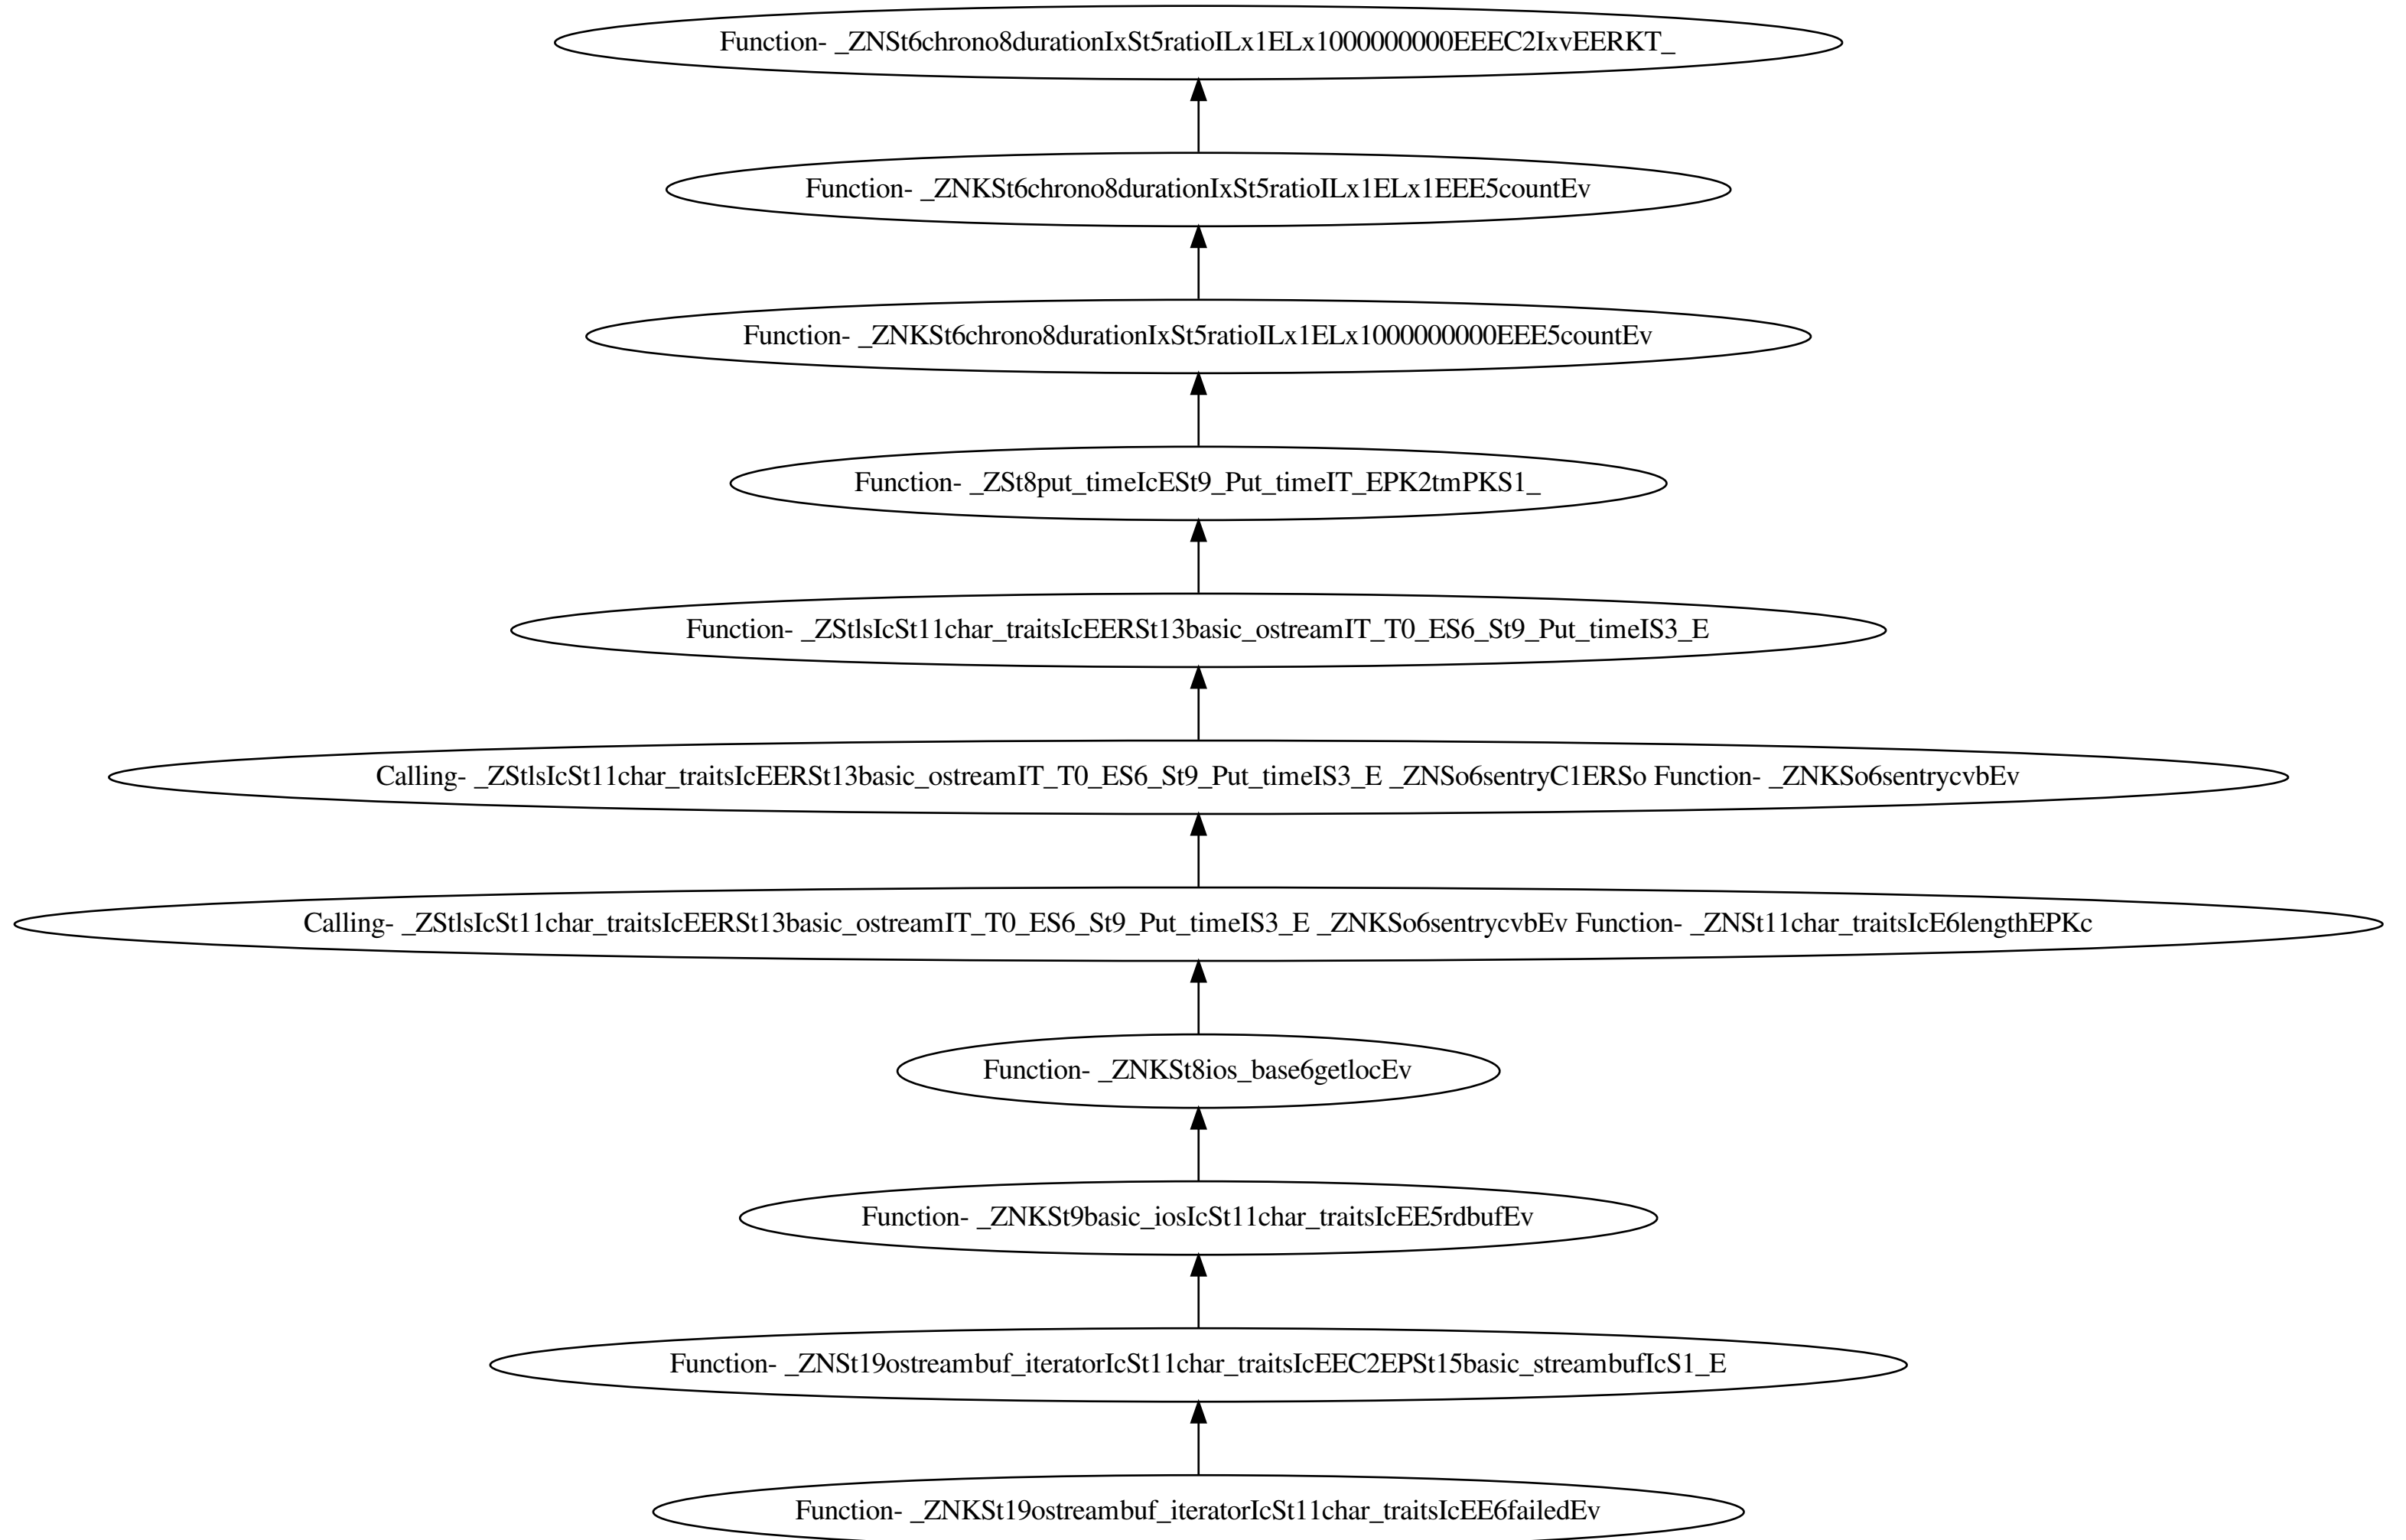 Function- _ZNSt6chrono8durationIxSt5ratioILx1ELx1000000000EEEC2IxvEERKT_
Function- _ZNKSt6chrono8durationIxSt5ratioILx1ELx1EEE5countEv
Function- _ZNKSt6chrono8durationIxSt5ratioILx1ELx1000000000EEE5countEv
Function- _ZSt8put_timeIcESt9_Put_timeIT_EPK2tmPKS1_
Function- _ZStlsIcSt11char_traitsIcEERSt13basic_ostreamIT_T0_ES6_St9_Put_timeIS3_E
Calling- _ZStlsIcSt11char_traitsIcEERSt13basic_ostreamIT_T0_ES6_St9_Put_timeIS3_E _ZNSo6sentryC1ERSo Function- _ZNKSo6sentrycvbEv
Calling- _ZStlsIcSt11char_traitsIcEERSt13basic_ostreamIT_T0_ES6_St9_Put_timeIS3_E _ZNKSo6sentrycvbEv Function- _ZNSt11char_traitsIcE6lengthEPKc
Function- _ZNKSt8ios_base6getlocEv
Function- _ZNKSt9basic_iosIcSt11char_traitsIcEE5rdbufEv
Function- _ZNSt19ostreambuf_iteratorIcSt11char_traitsIcEEC2EPSt15basic_streambufIcS1_E
Function- _ZNKSt19ostreambuf_iteratorIcSt11char_traitsIcEE6failedEv